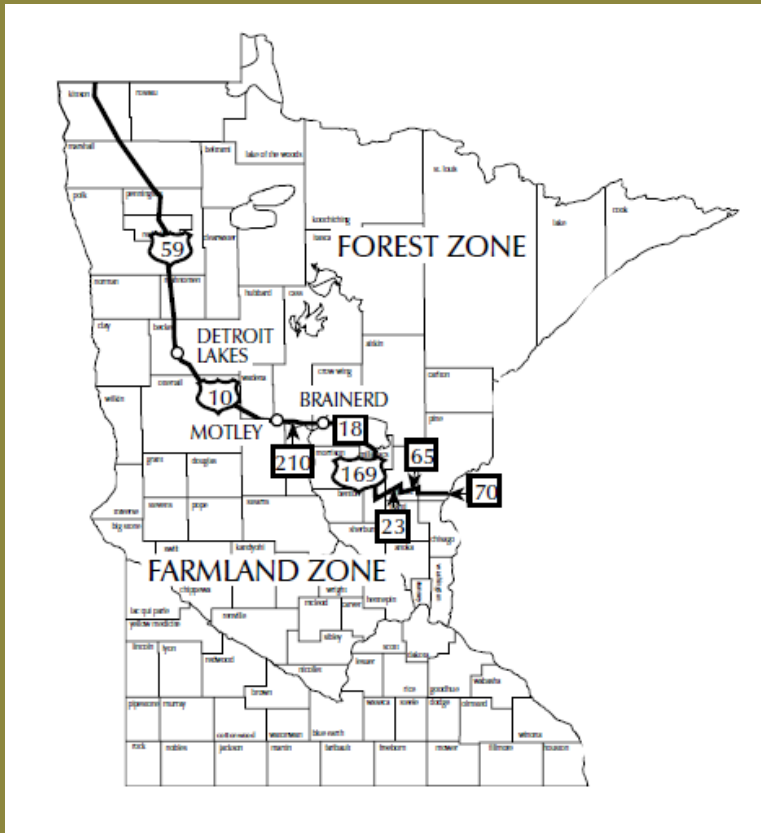 kittson
roseau
marshall
lake of the woods
st. louis
polk
pennington
koochiching
lake
cook
clearwater
itasca
FOREST ZONE
59
norman
mahnomen
hubbard
cass
clay
becker
DETROIT
LAKES
aitkin
crow wing
carlton
wadena
otter tail
wilkin
10
BRAINERD
pine
MOTLEY
18
morrison
65
210
169
grant
douglas
benton
70
stevens
pope
stearns
traverse
23
big stone
sherburne
anoka
chisago
swift
kandiyohi
washington
FARMLAND ZONE
chippewa
wright
hennepin
ramsey
lac qui parle
mcleod
carver
renville
yellow medicine
sibley
scott
dakota
lincoln
lyon
redwood
nicollet
lesueur
rice
goodhue
wabasha
brown
pipestone
murray
waseca
steele
dodge
olmsted
cottonwood
watonwan
blue earth
winona
rock
nobles
jackson
martin
faribault
freeborn
mower
fillmore
houston